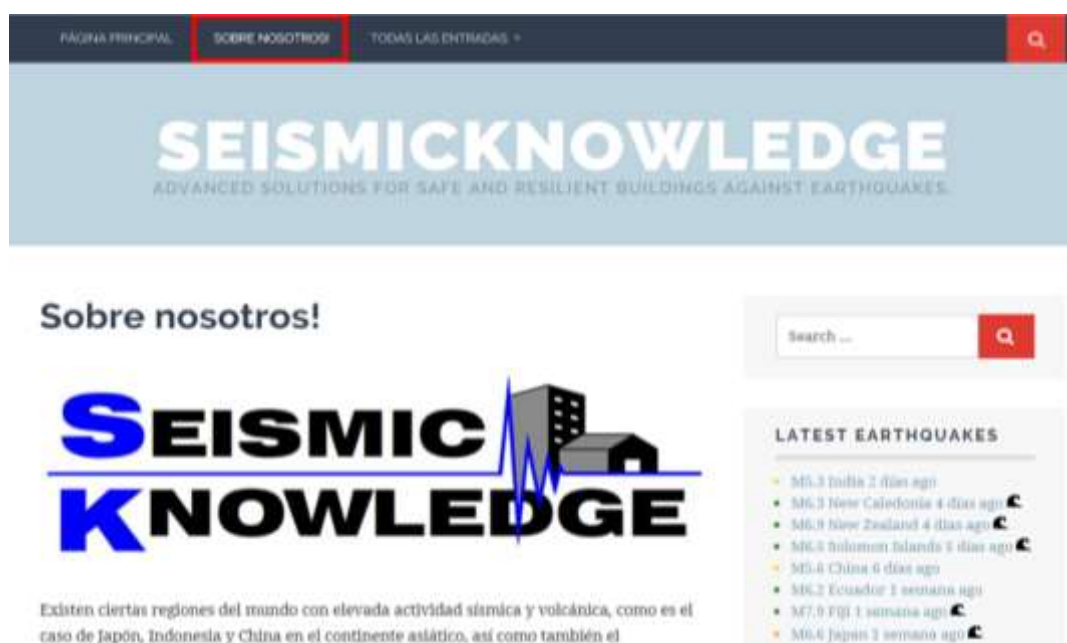 PÁGINA PRINCIPAL SOBRE NOSOTROS! TODAS LAS ENTRADAS
SEISMICKNOWLEDGE
ADVANCED SOLUTIONS FOR SAFE AND RESILIENT BUILDINGS AGAINST EARTHQUAKES
Sobre nosotros!
SEISMIC
KNOWLEDGE
Existen ciertas regiones del mundo con elevada actividad sísmica y volcánica, como es el
caso de Japón, Indonesia y China en el continente asiático, así como también el
Search ...
LATEST EARTHQUAKES
M5.3 India 2 días ago
M6.3 New Caledonia 4 días ago
M6.9 New Zealand 4 días ago
M6.5 Solomon Islands 5 días ago
M5.6 China 6 días ago
M6.2 Ecuador 1 semana ago
M7.9 Fiji 1 semana ago
M6.6 Japan 1 semana ago